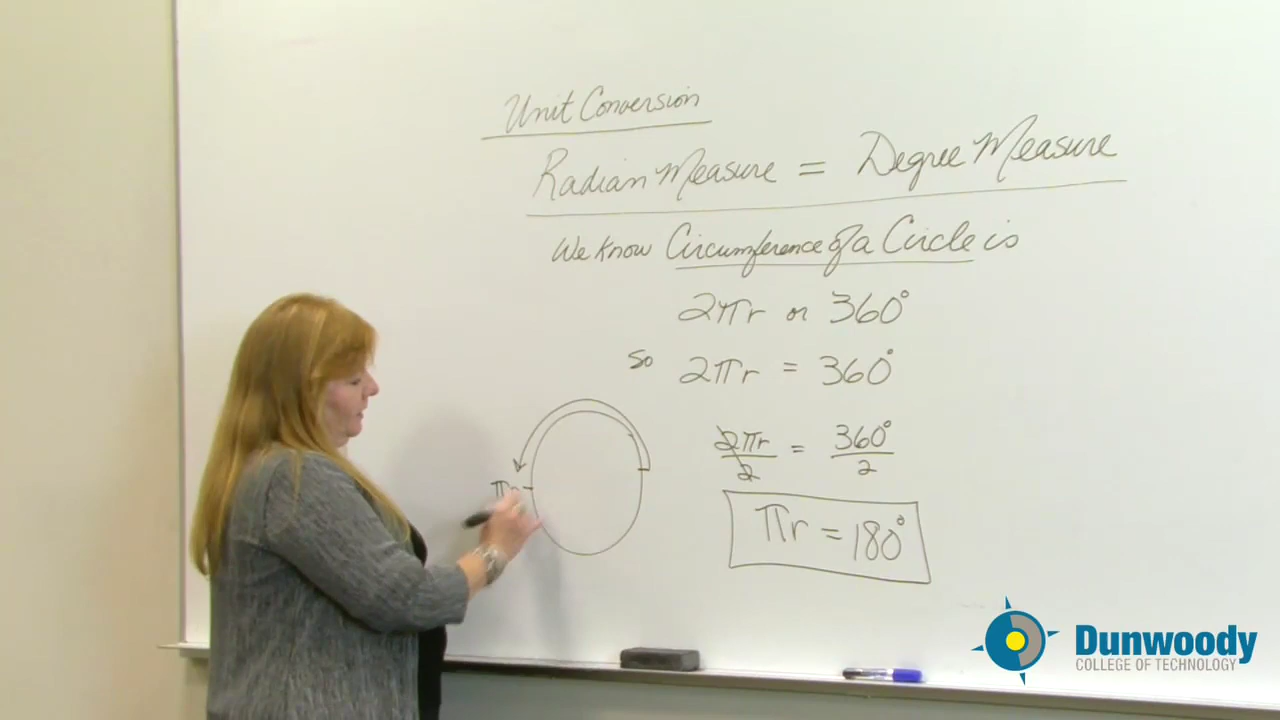 Unit Conversion
Radian Measure = Degree Measure
We Know Circumference of a Circle is
2πr or 360°
So 2πr = 360°
2πr/2 = 360°/2
πr
πr = 180°
Dunwoody
COLLEGE OF TECHNOLOGY